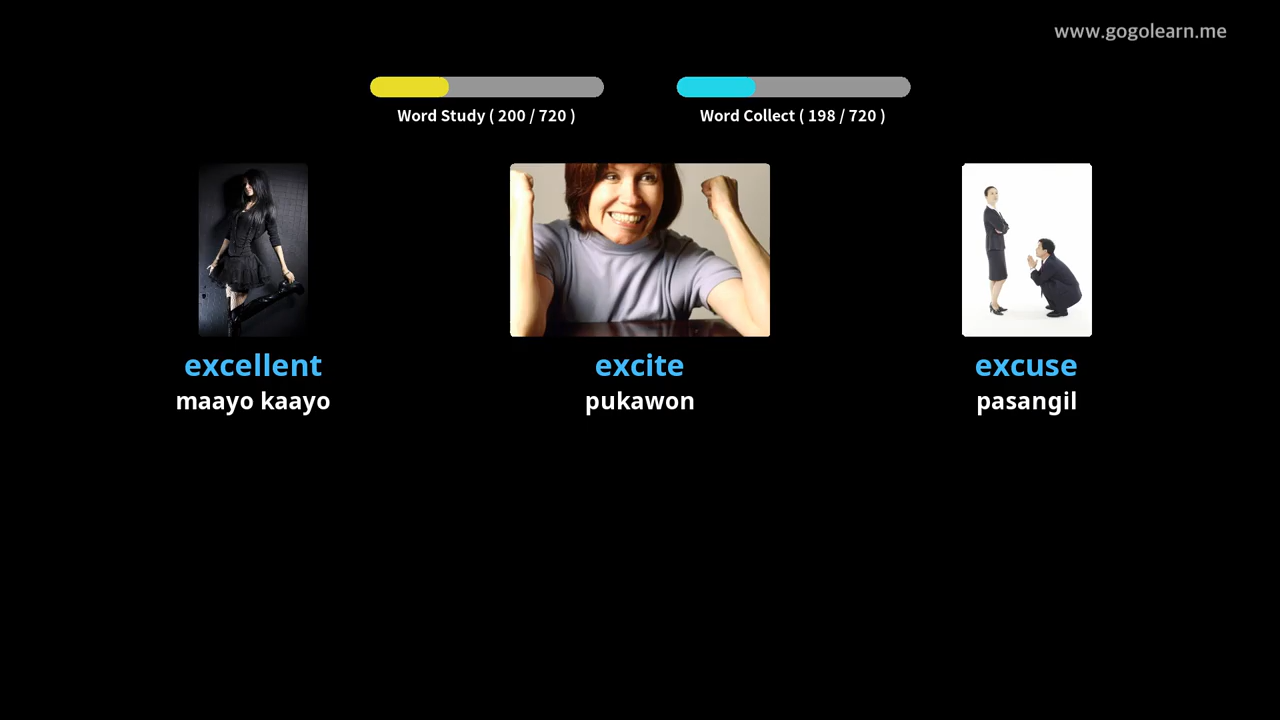 www.gogolearn.me
Word Study ( 200 / 720 )
Word Collect ( 198 / 720 )
excellent
maayo kaayo
excite
pukawon
excuse
pasangil